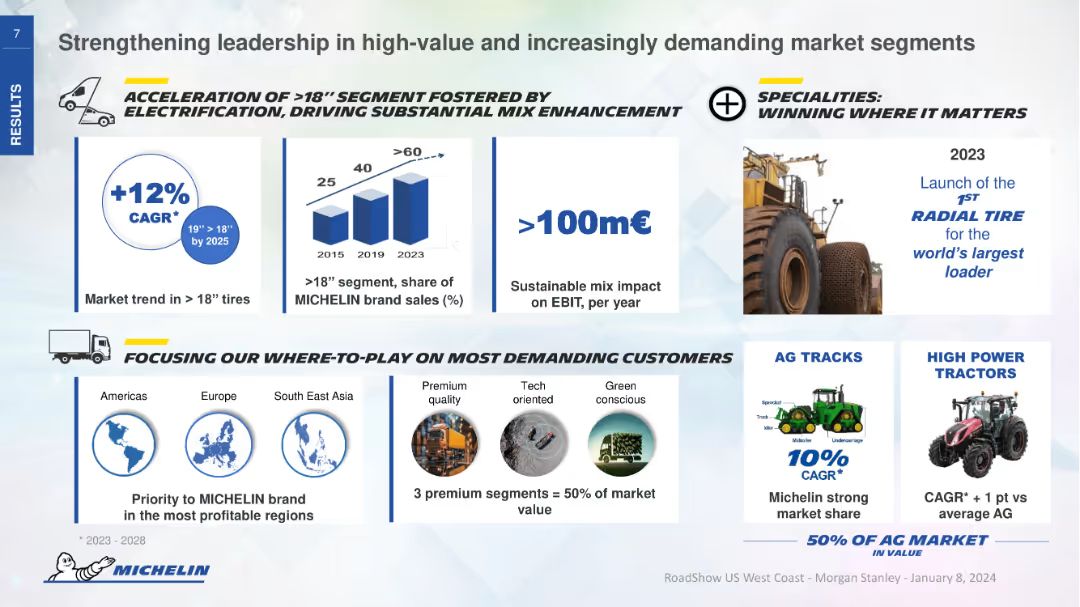 7
RESULTS
Strengthening leadership in high-value and increasingly demanding market segments
ACCELERATION OF >18’’ SEGMENT FOSTERED BY
ELECTRIFICATION, DRIVING SUBSTANTIAL MIX ENHANCEMENT
+12%
CAGR*
19’’ > 18’’
by 2025
Market trend in > 18’’ tires
25
40
>60
2015 2019 2023
>18’’ segment, share of
MICHELIN brand sales (%)
>100m€
Sustainable mix impact
on EBIT, per year
SPECIALITIES:
WINNING WHERE IT MATTERS
2023
Launch of the
1ST
RADIAL TIRE
for the
world’s largest
loader
FOCUSING OUR WHERE-TO-PLAY ON MOST DEMANDING CUSTOMERS
Americas
Europe
South East Asia
Priority to MICHELIN brand
in the most profitable regions
Premium
quality
Tech
oriented
Green
conscious
3 premium segments = 50% of market
value
AG TRACKS
Sprocket
Track
Idler
Midroller
Undercarriage
10%
CAGR*
Michelin strong
market share
HIGH POWER
TRACTORS
CAGR* + 1 pt vs
average AG
50% OF AG MARKET
IN VALUE
* 2023 - 2028
MICHELIN
RoadShow US West Coast - Morgan Stanley - January 8, 2024